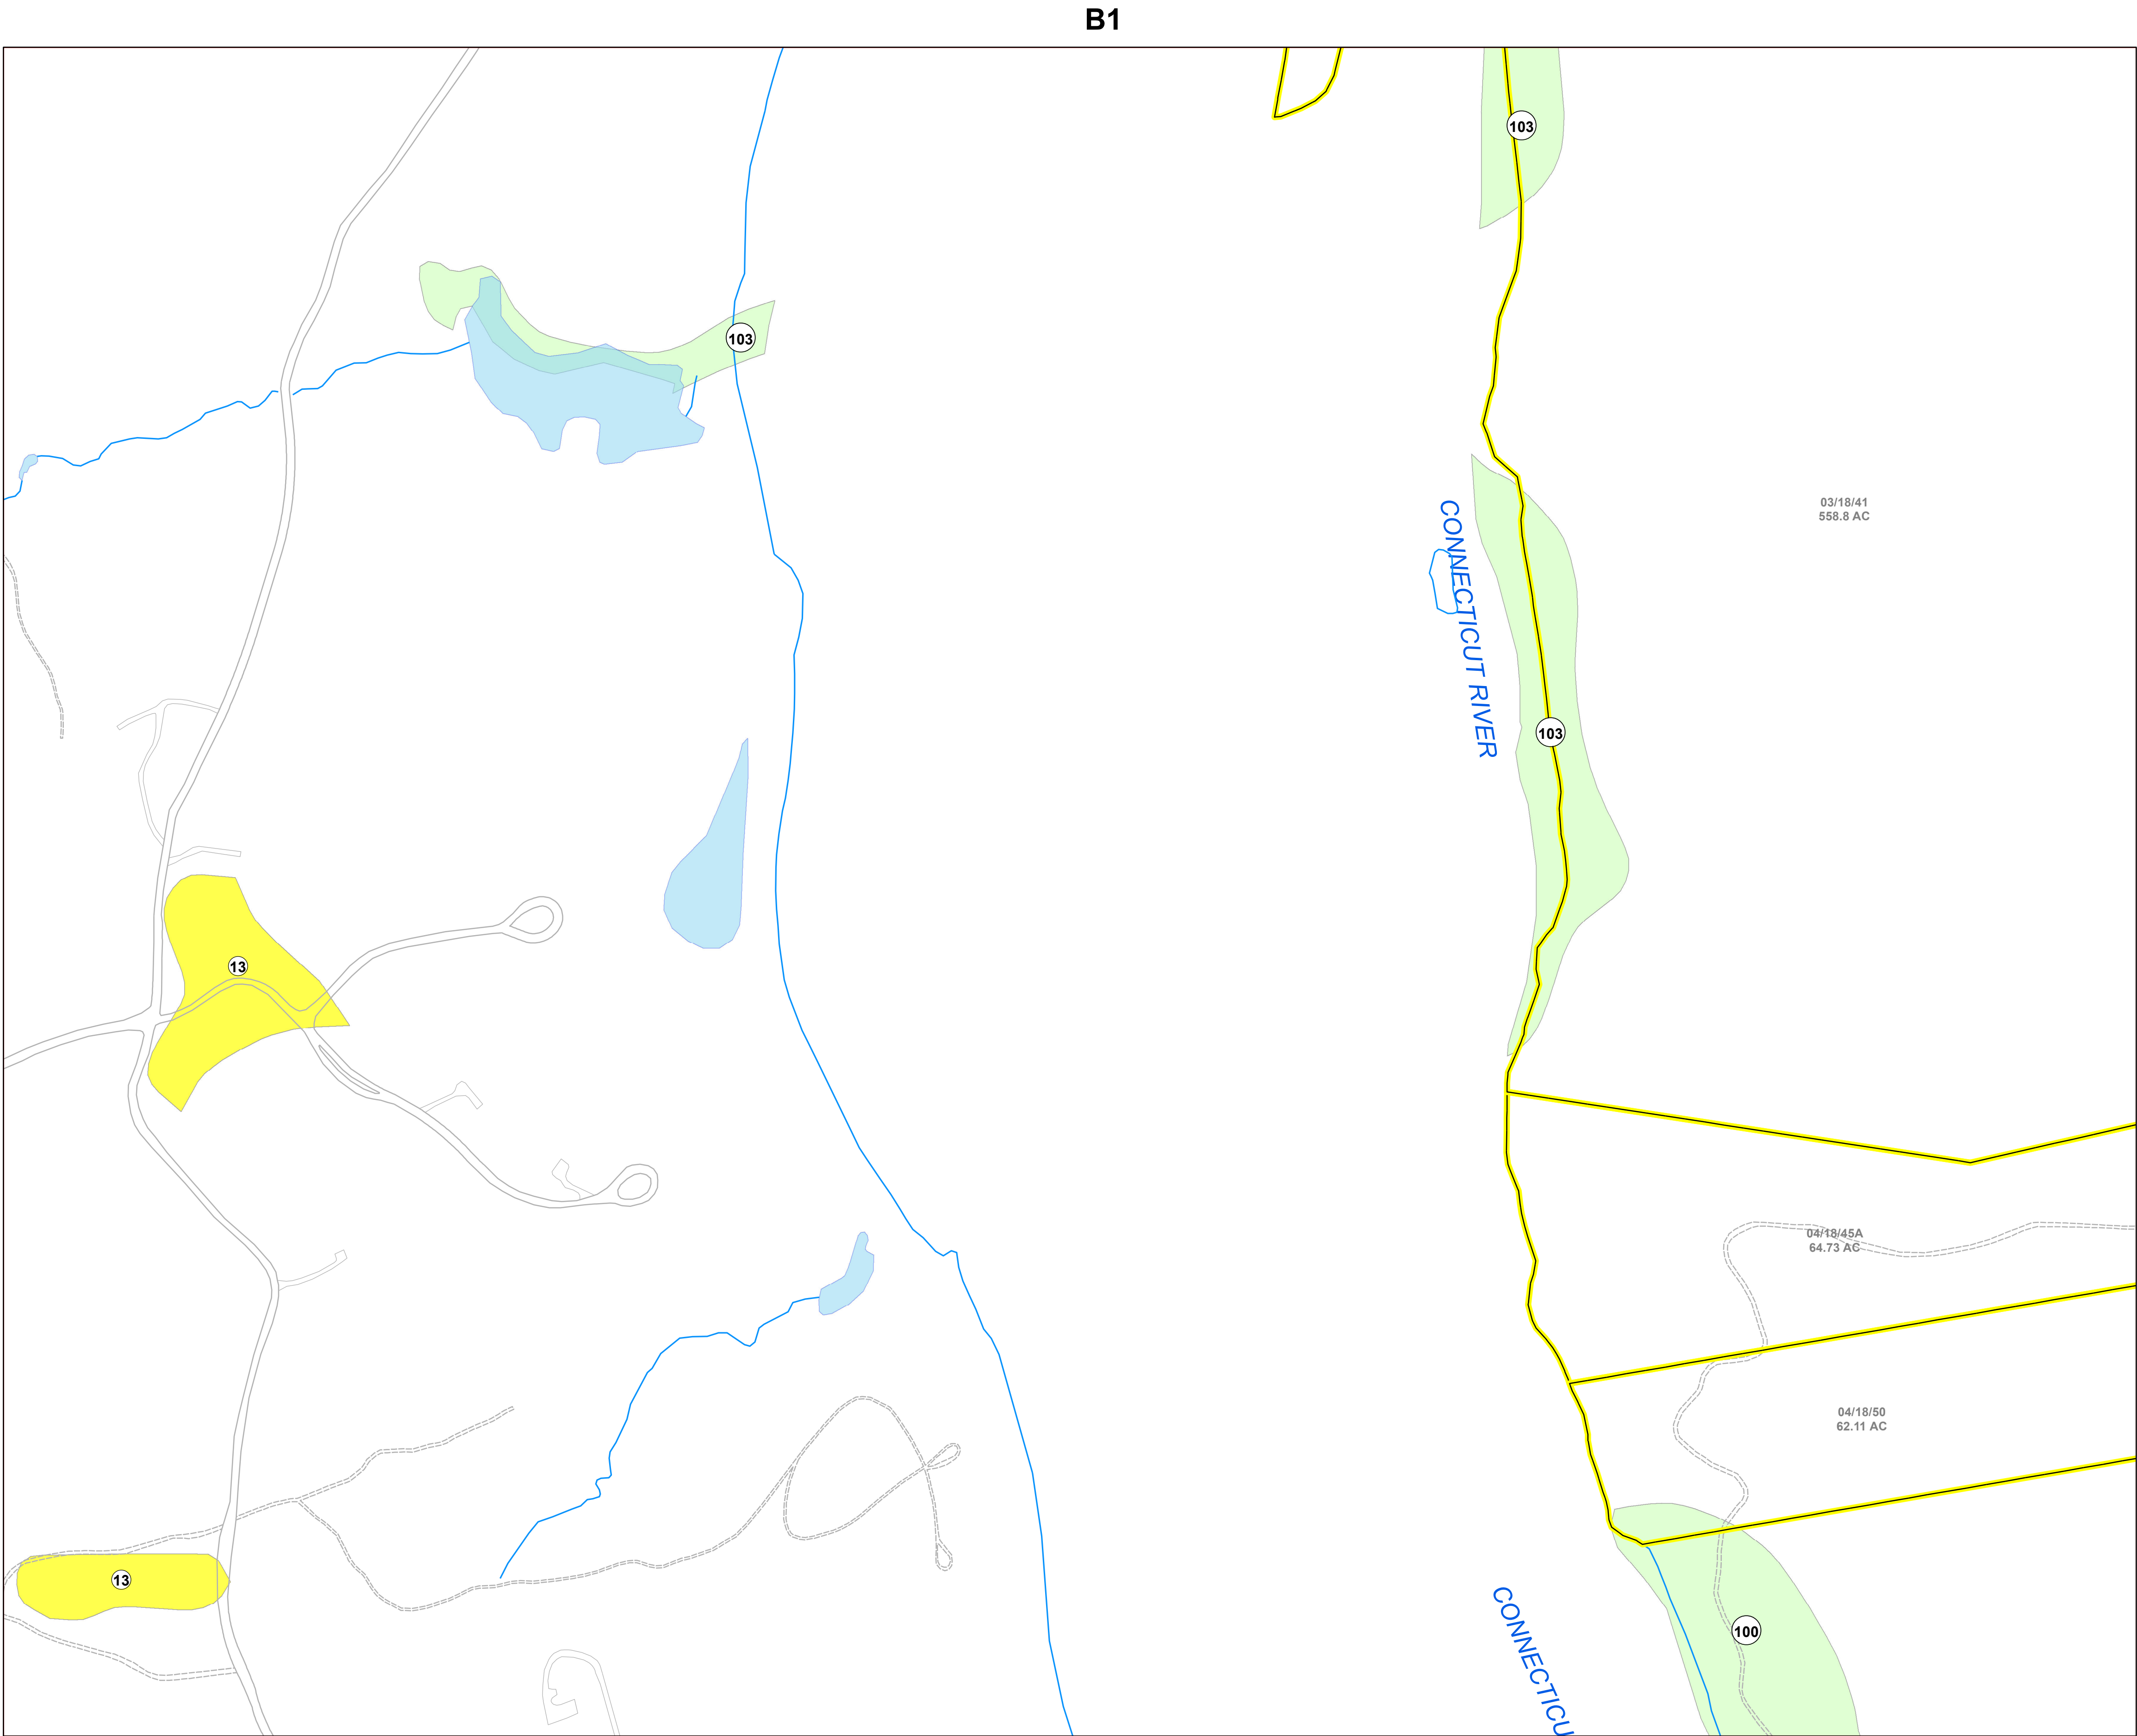 B1
103
103
03/18/41
558.8 AC
CONNECTICUT RIVER
103
13
04/18/45A
64.73 AC
04/18/50
62.11 AC
13
100
CONNECTICU